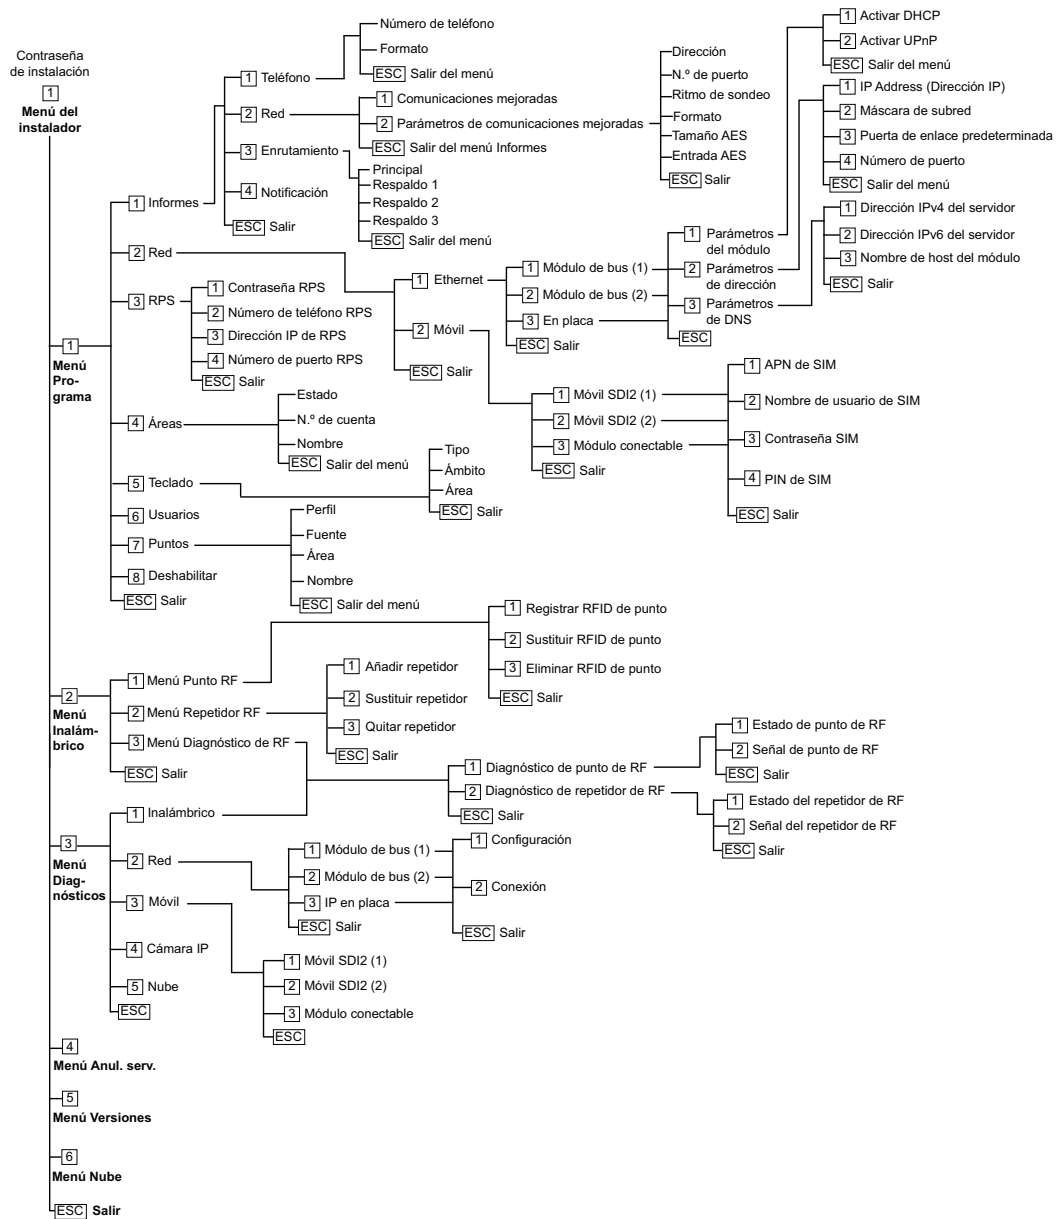 Contraseña
de instalación
1
Menú del
instalador
1
Menú
Pro-
grama
1 Informes
1 Teléfono
Número de teléfono
Formato
ESC Salir del menú
2 Red
1 Comunicaciones mejoradas
2 Parámetros de comunicaciones mejoradas
Dirección
N.º de puerto
Ritmo de sondeo
Formato
Tamaño AES
Entrada AES
ESC Salir
ESC Salir del menú Informes
3 Enrutamiento
Principal
Respaldo 1
Respaldo 2
Respaldo 3
ESC Salir del menú
4 Notificación
ESC Salir
2 Red
1 Ethernet
1 Módulo de bus (1)
2 Módulo de bus (2)
3 En placa
ESC Salir
1 Parámetros
del módulo
1 Activar DHCP
2 Activar UPnP
ESC Salir del menú
2 Parámetros
de dirección
1 IP Address (Dirección IP)
2 Máscara de subred
3 Puerta de enlace predeterminada
4 Número de puerto
ESC Salir del menú
3 Parámetros
de DNS
1 Dirección IPv4 del servidor
2 Dirección IPv6 del servidor
3 Nombre de host del módulo
ESC Salir
ESC
2 Móvil
1 Móvil SDI2 (1)
2 Móvil SDI2 (2)
3 Módulo conectable
ESC Salir
1 APN de SIM
2 Nombre de usuario de SIM
3 Contraseña SIM
4 PIN de SIM
ESC Salir
ESC Salir
3 RPS
1 Contraseña RPS
2 Número de teléfono RPS
3 Dirección IP de RPS
4 Número de puerto RPS
ESC Salir
4 Áreas
Estado
N.º de cuenta
Nombre
ESC Salir del menú
5 Teclado
Tipo
Ámbito
Área
ESC Salir
6 Usuarios
7 Puntos
Perfil
Fuente
Área
Nombre
ESC Salir del menú
8 Deshabilitar
ESC Salir
2
Menú
Inalám-
brico
1 Menú Punto RF
1 Registrar RFID de punto
2 Sustituir RFID de punto
3 Eliminar RFID de punto
ESC Salir
2 Menú Repetidor RF
1 Añadir repetidor
2 Sustituir repetidor
3 Quitar repetidor
ESC Salir
3 Menú Diagnóstico de RF
ESC Salir
3
Menú
Diag-
nósticos
1 Inalámbrico
1 Diagnóstico de punto de RF
1 Estado de punto de RF
2 Señal de punto de RF
ESC Salir
2 Diagnóstico de repetidor de RF
1 Estado del repetidor de RF
2 Señal del repetidor de RF
ESC Salir
ESC Salir
2 Red
1 Módulo de bus (1)
2 Módulo de bus (2)
3 IP en placa
ESC Salir
1 Configuración
2 Conexión
ESC Salir
3 Móvil
1 Móvil SDI2 (1)
2 Móvil SDI2 (2)
3 Módulo conectable
ESC
4 Cámara IP
5 Nube
ESC
4
Menú Anul. serv.
5
Menú Versiones
6
Menú Nube
ESC Salir